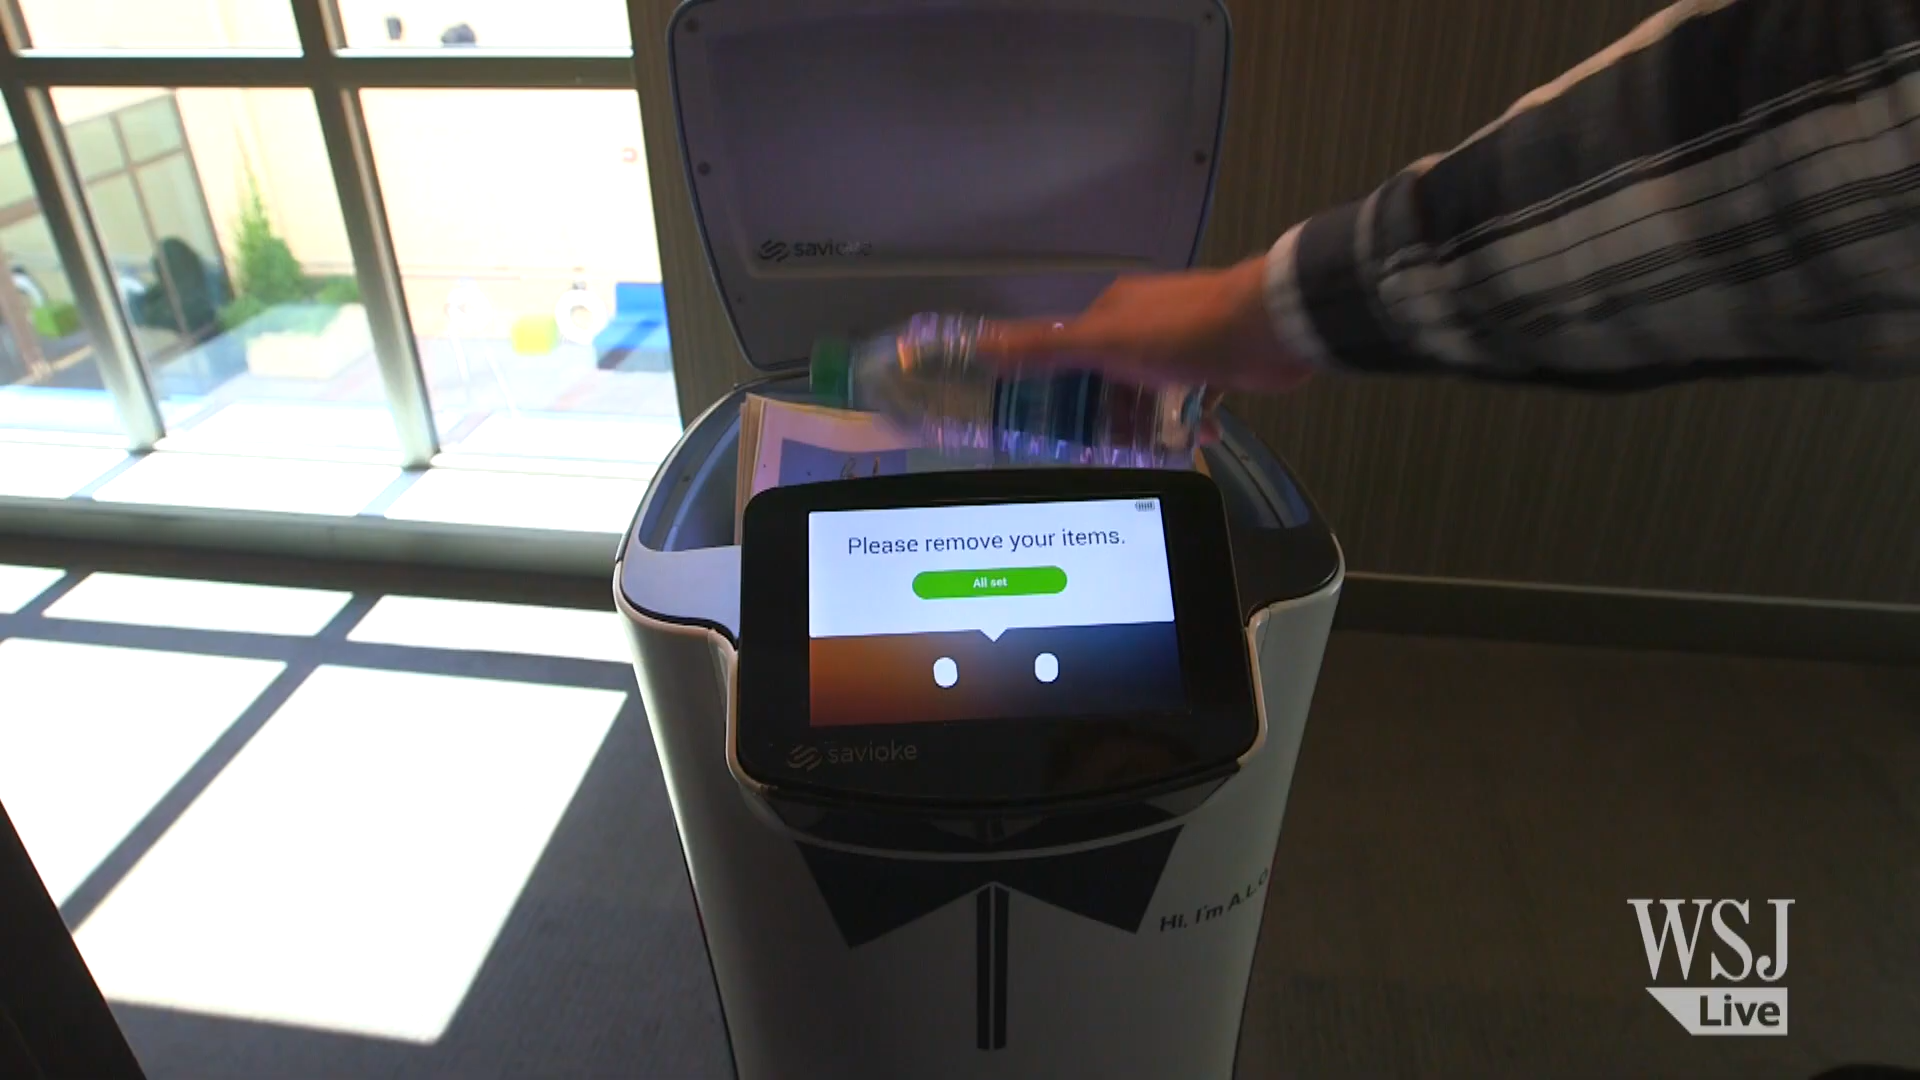 savioke
Please remove your items.
All set
savioke
Hi, I'm A.L.O
WSJ
Live